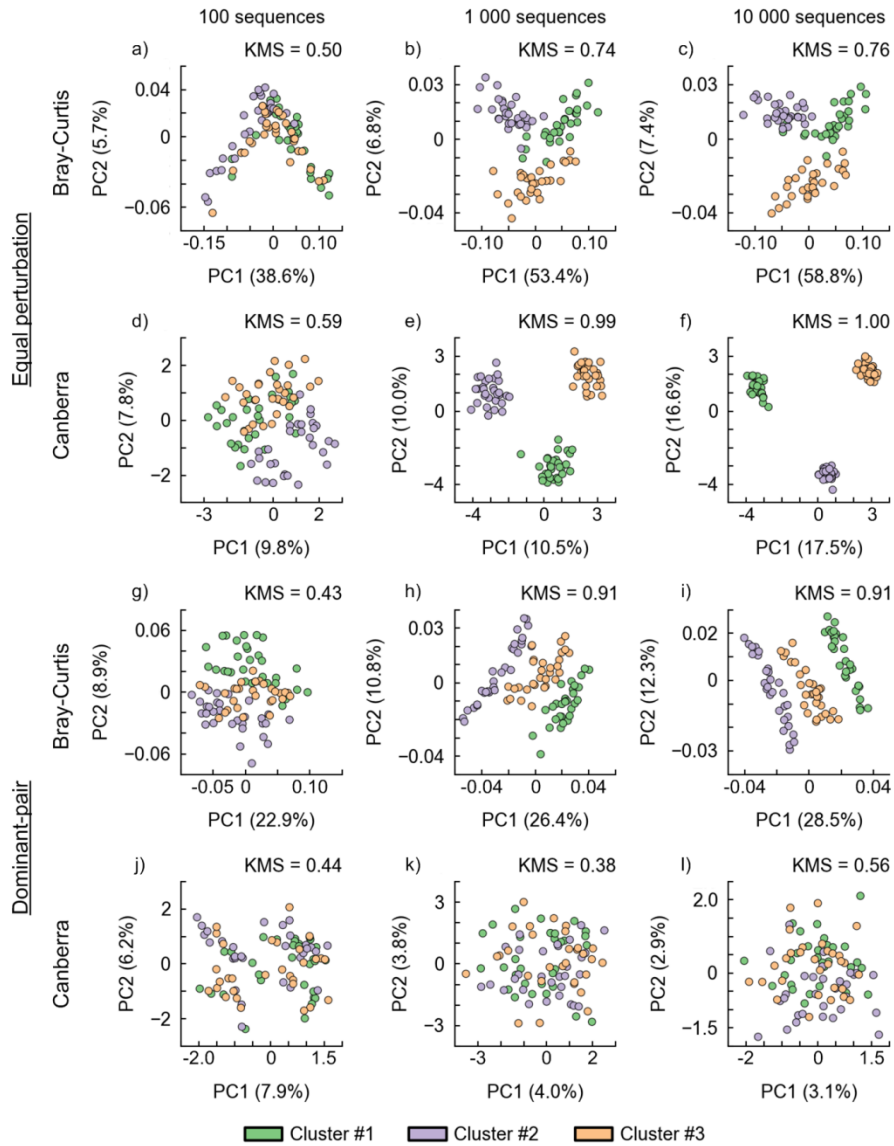 100 sequences 1 000 sequences 10 000 sequences
Equal perturbation
Bray-Curtis
a) KMS = 0.50
0.04
0
−0.06
PC2 (5.7%)
-0.15 0 0.10
PC1 (38.6%)
b) KMS = 0.74
0.03
0
−0.04
PC2 (6.8%)
-0.10 0 0.10
PC1 (53.4%)
c) KMS = 0.76
0.03
0
−0.04
PC2 (7.4%)
-0.10 0 0.10
PC1 (58.8%)
Canberra
d) KMS = 0.59
2
0
−2
PC2 (7.8%)
-3 0 2
PC1 (9.8%)
e) KMS = 0.99
3
0
−4
PC2 (10.0%)
-4 0 3
PC1 (10.5%)
f) KMS = 1.00
3
0
−4
PC2 (16.6%)
-4 0 3
PC1 (17.5%)
Dominant-pair
Bray-Curtis
g) KMS = 0.43
0.06
0
−0.06
PC2 (8.9%)
-0.05 0 0.10
PC1 (22.9%)
h) KMS = 0.91
0.03
0
−0.04
PC2 (10.8%)
-0.04 0 0.04
PC1 (26.4%)
i) KMS = 0.91
0.02
0
−0.03
PC2 (12.3%)
-0.04 0 0.04
PC1 (28.5%)
Canberra
j) KMS = 0.44
2
0
−2
PC2 (6.2%)
-2.0 0 1.5
PC1 (7.9%)
k) KMS = 0.38
3
0
−3
PC2 (3.8%)
-3 0 2
PC1 (4.0%)
l) KMS = 0.56
2.0
0
−1.5
PC2 (2.9%)
-2 0 2
PC1 (3.1%)
Cluster #1 Cluster #2 Cluster #3